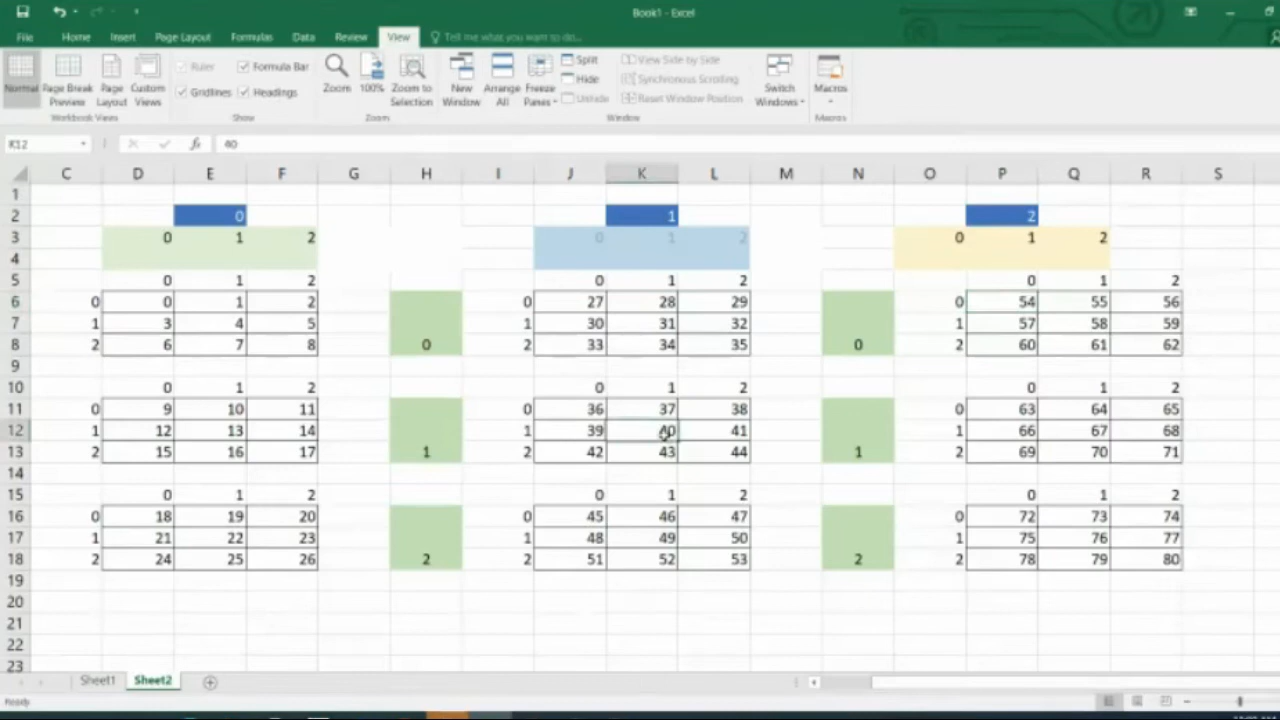 Book1 - Excel
File Home Insert Page Layout Formulas Data Review View Tell me what you want to do...
Normal Page Break Preview Page Layout Custom Views Ruler Formula Bar Gridlines Headings Zoom 100% Zoom to Selection New Window Arrange All Freeze Panes Split Hide Unhide View Side by Side Synchronous Scrolling Reset Window Position Switch Windows Macros
Workbook Views Show Zoom Window Macros
K12 fx 40
C D E F G H I J K L M N O P Q R S
1
2 0 1 2
3 0 1 2 0 1 2 0 1 2
4
5 0 1 2 0 1 2 0 1 2
6 0 0 1 2 0 27 28 29 0 54 55 56
7 1 3 4 5 1 30 31 32 1 57 58 59
8 2 6 7 8 0 2 33 34 35 0 2 60 61 62
9
10 0 1 2 0 1 2 0 1 2
11 0 9 10 11 0 36 37 38 0 63 64 65
12 1 12 13 14 1 39 40 41 1 66 67 68
13 2 15 16 17 1 2 42 43 44 1 2 69 70 71
14
15 0 1 2 0 1 2 0 1 2
16 0 18 19 20 0 45 46 47 0 72 73 74
17 1 21 22 23 1 48 49 50 1 75 76 77
18 2 24 25 26 2 2 51 52 53 2 2 78 79 80
19
20
21
22
23
Sheet1 Sheet2
Ready